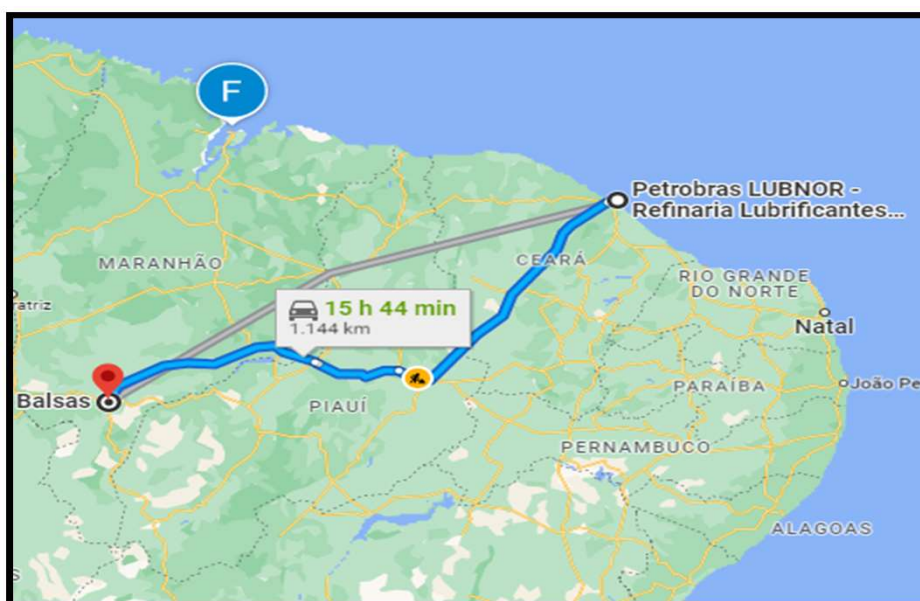 F
Petrobras LUBNOR -
Refinaria Lubrificantes...
MARANHÃO
CEARÁ
RIO GRANDE
DO NORTE
ratriz
15 h 44 min
1.144 km
Natal
Balsas
PIAUÍ
PARAÍBA
João Pe
PERNAMBUCO
ALAGOAS
S